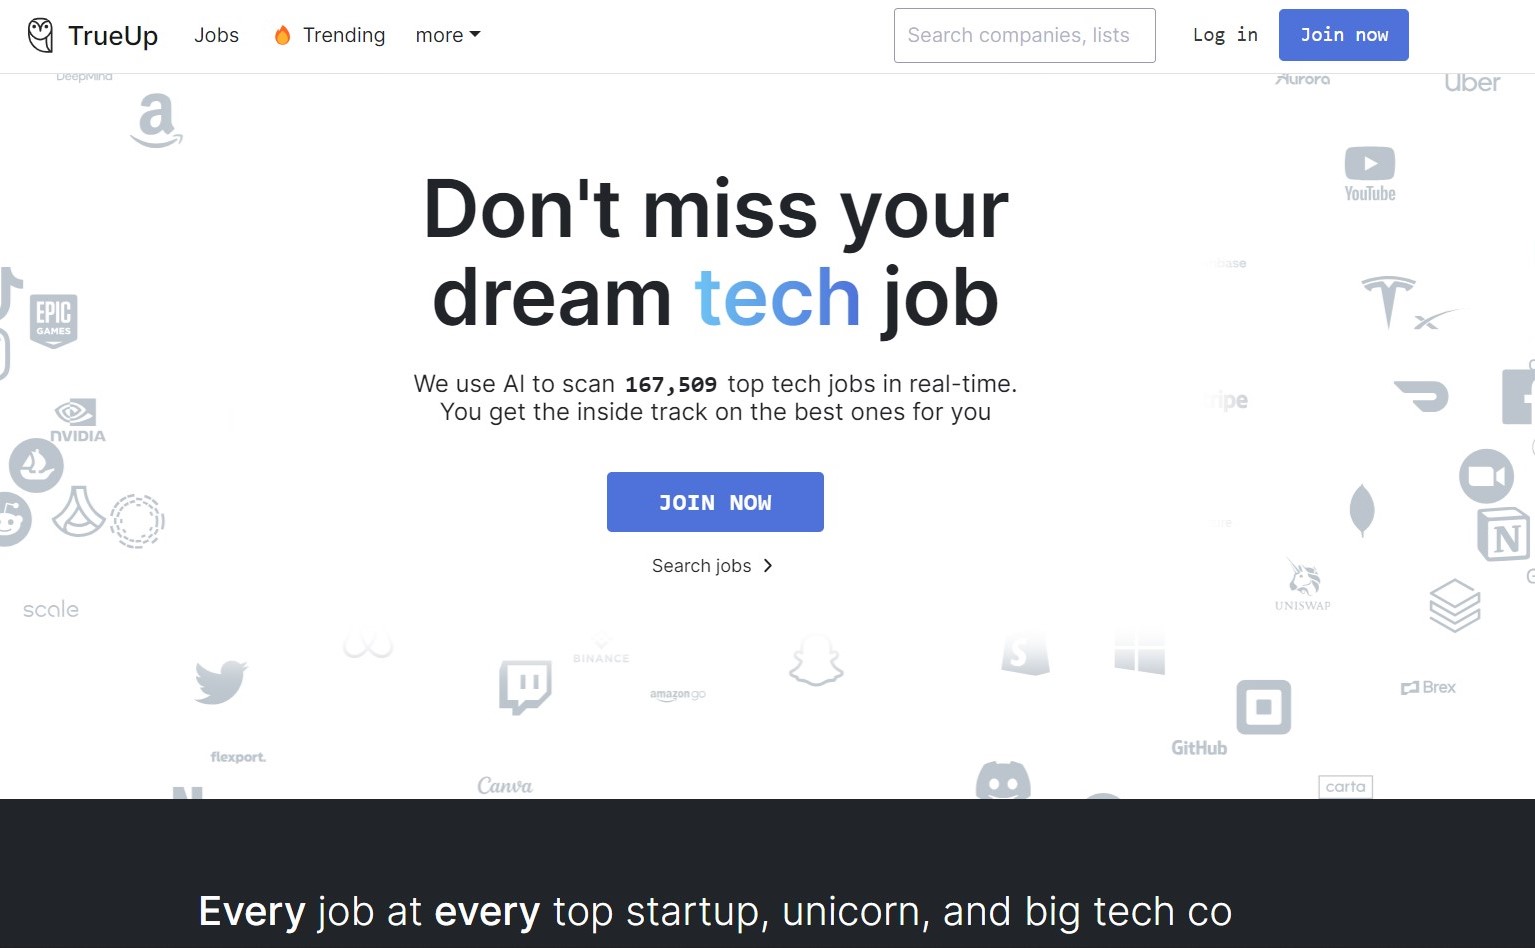 TrueUp Jobs Trending more Search companies, lists Log in Join now
DeepMind Aurora Uber
a
YouTube
Don't miss your
dream tech job
base
EPIC
GAMES
We use AI to scan 167,509 top tech jobs in real-time.
You get the inside track on the best ones for you
ripe
NVIDIA
JOIN NOW
N
Search jobs
UNISWAP
scale
S
BINANCE
amazon go
Brex
GitHub
flexport.
Canva
carta
Every job at every top startup, unicorn, and big tech co